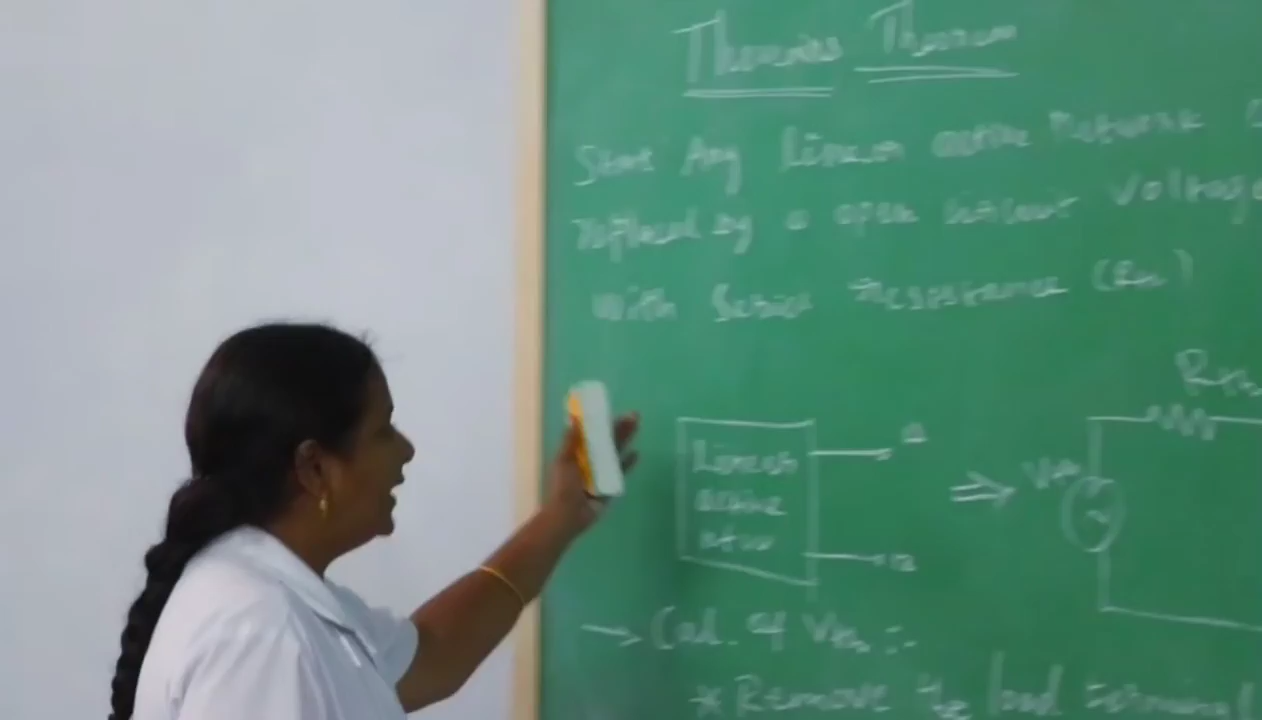 Thevenins Theorem
State Any Linear active Network
replaced by a open circuit Voltage
with Series resistance (Rth)
Rth
Linear
active
n/w
Vth
→ Cal. of Vth :-
* Remove the load terminal